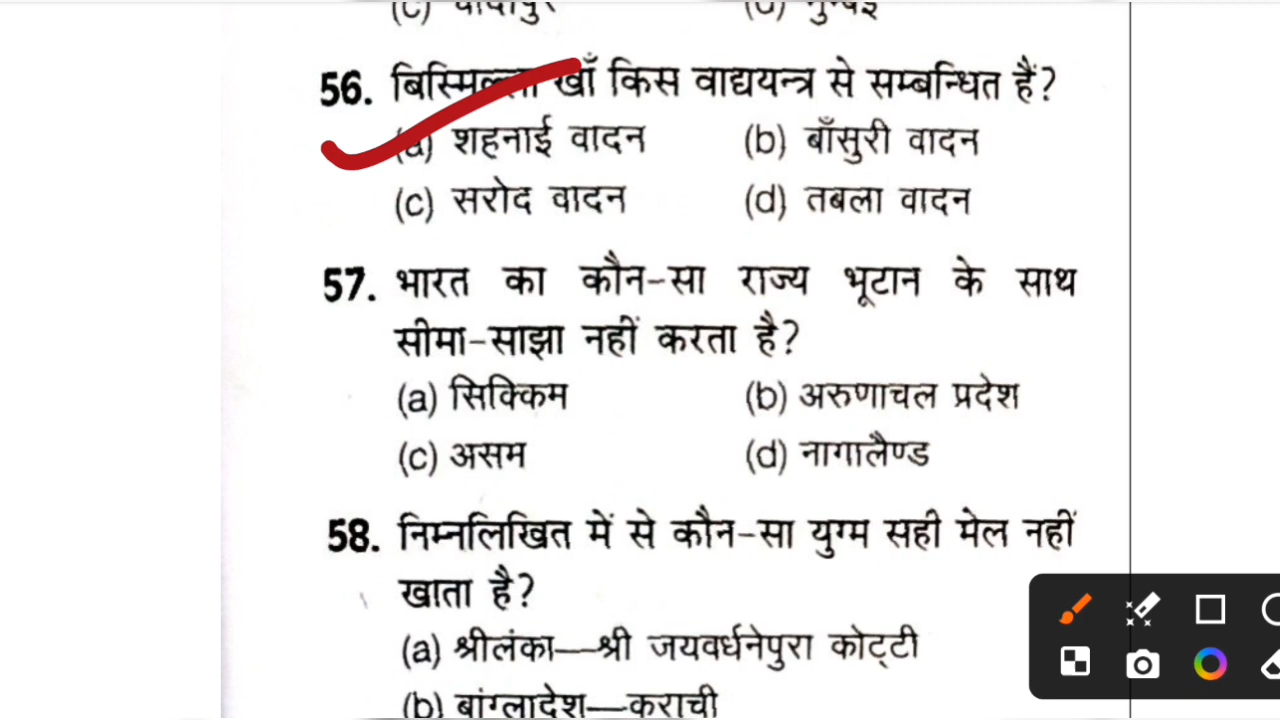 56. बिस्मिल्ला खाँ किस वाद्ययन्त्र से सम्बन्धित हैं?
(a) शहनाई वादन (b) बाँसुरी वादन
(c) सरोद वादन (d) तबला वादन
57. भारत का कौन-सा राज्य भूटान के साथ
सीमा-साझा नहीं करता है?
(a) सिक्किम (b) अरुणाचल प्रदेश
(c) असम (d) नागालैण्ड
58. निम्नलिखित में से कौन-सा युग्म सही मेल नहीं
खाता है?
(a) श्रीलंका—श्री जयवर्धनेपुरा कोट्टी
(b) बांग्लादेश—कराची